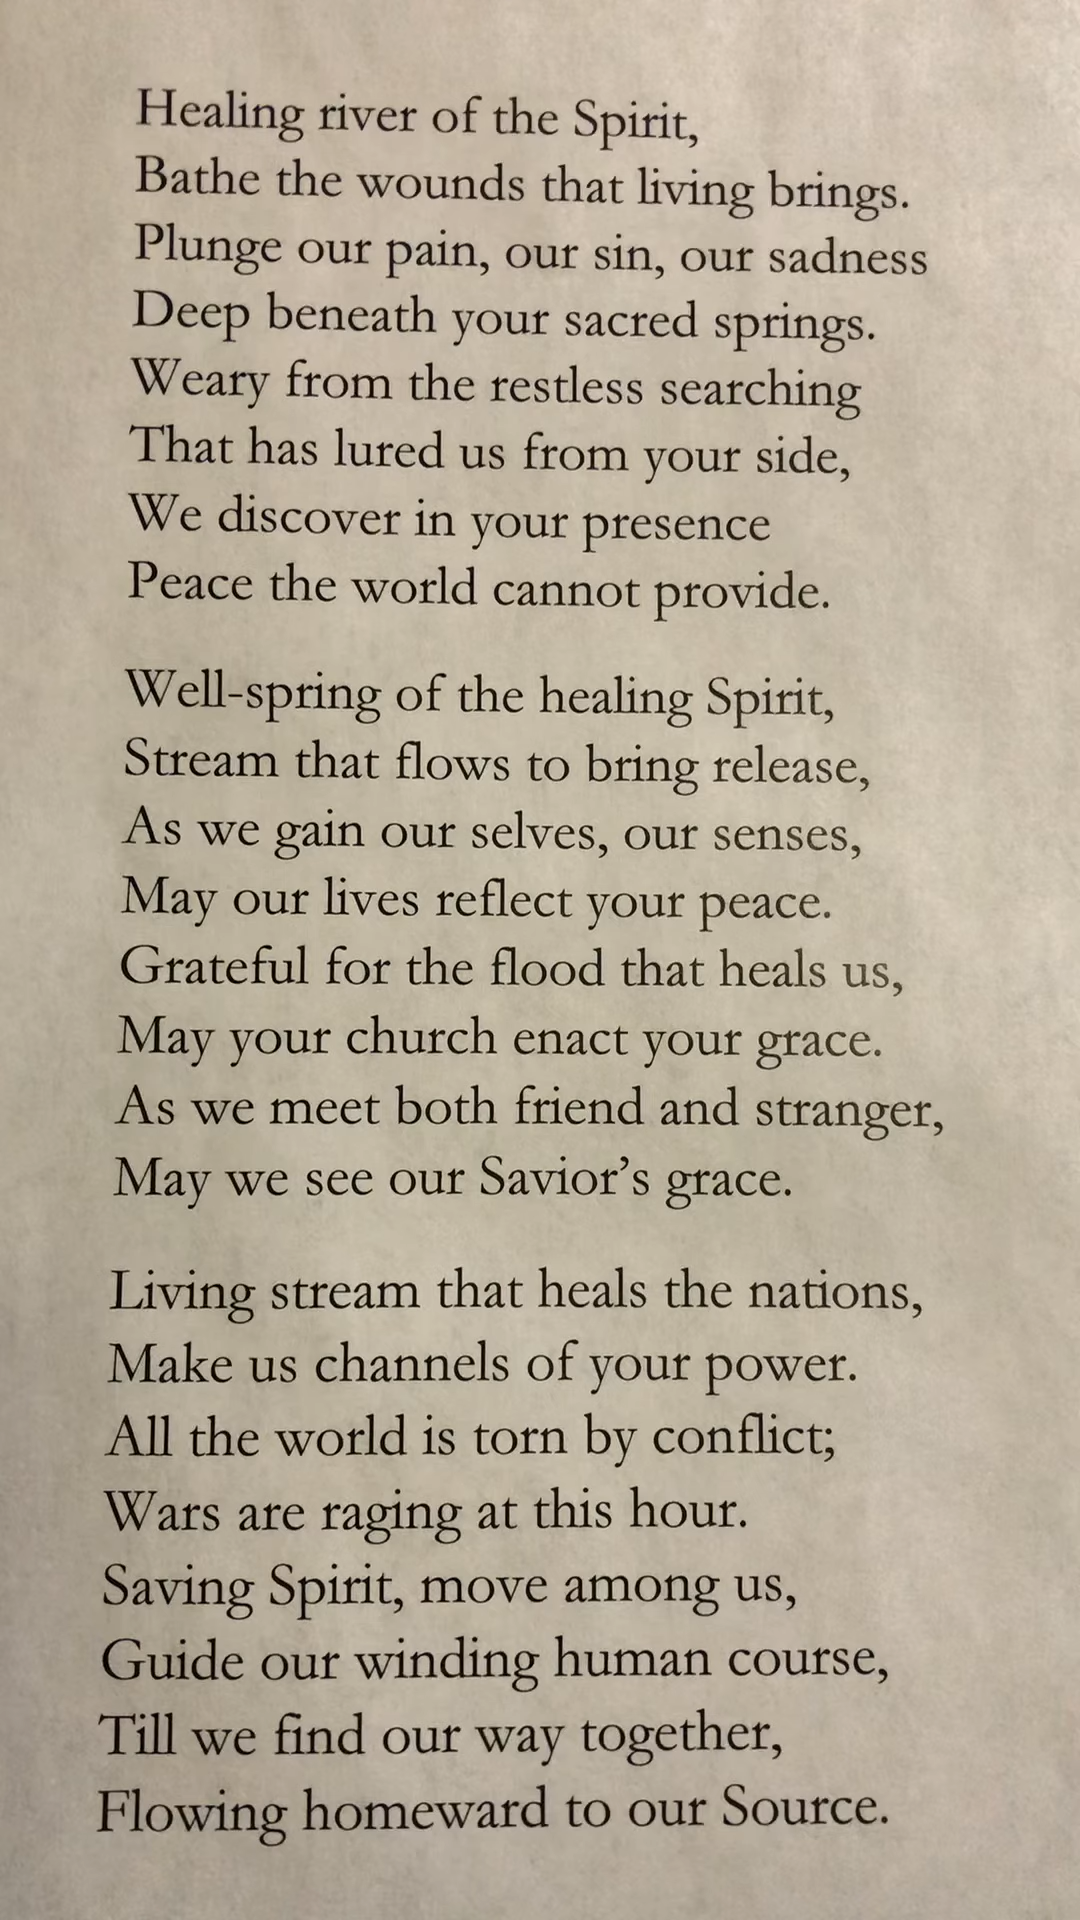 Healing river of the Spirit,
Bathe the wounds that living brings.
Plunge our pain, our sin, our sadness
Deep beneath your sacred springs.
Weary from the restless searching
That has lured us from your side,
We discover in your presence
Peace the world cannot provide.
Well-spring of the healing Spirit,
Stream that flows to bring release,
As we gain our selves, our senses,
May our lives reflect your peace.
Grateful for the flood that heals us,
May your church enact your grace.
As we meet both friend and stranger,
May we see our Savior’s grace.
Living stream that heals the nations,
Make us channels of your power.
All the world is torn by conflict;
Wars are raging at this hour.
Saving Spirit, move among us,
Guide our winding human course,
Till we find our way together,
Flowing homeward to our Source.